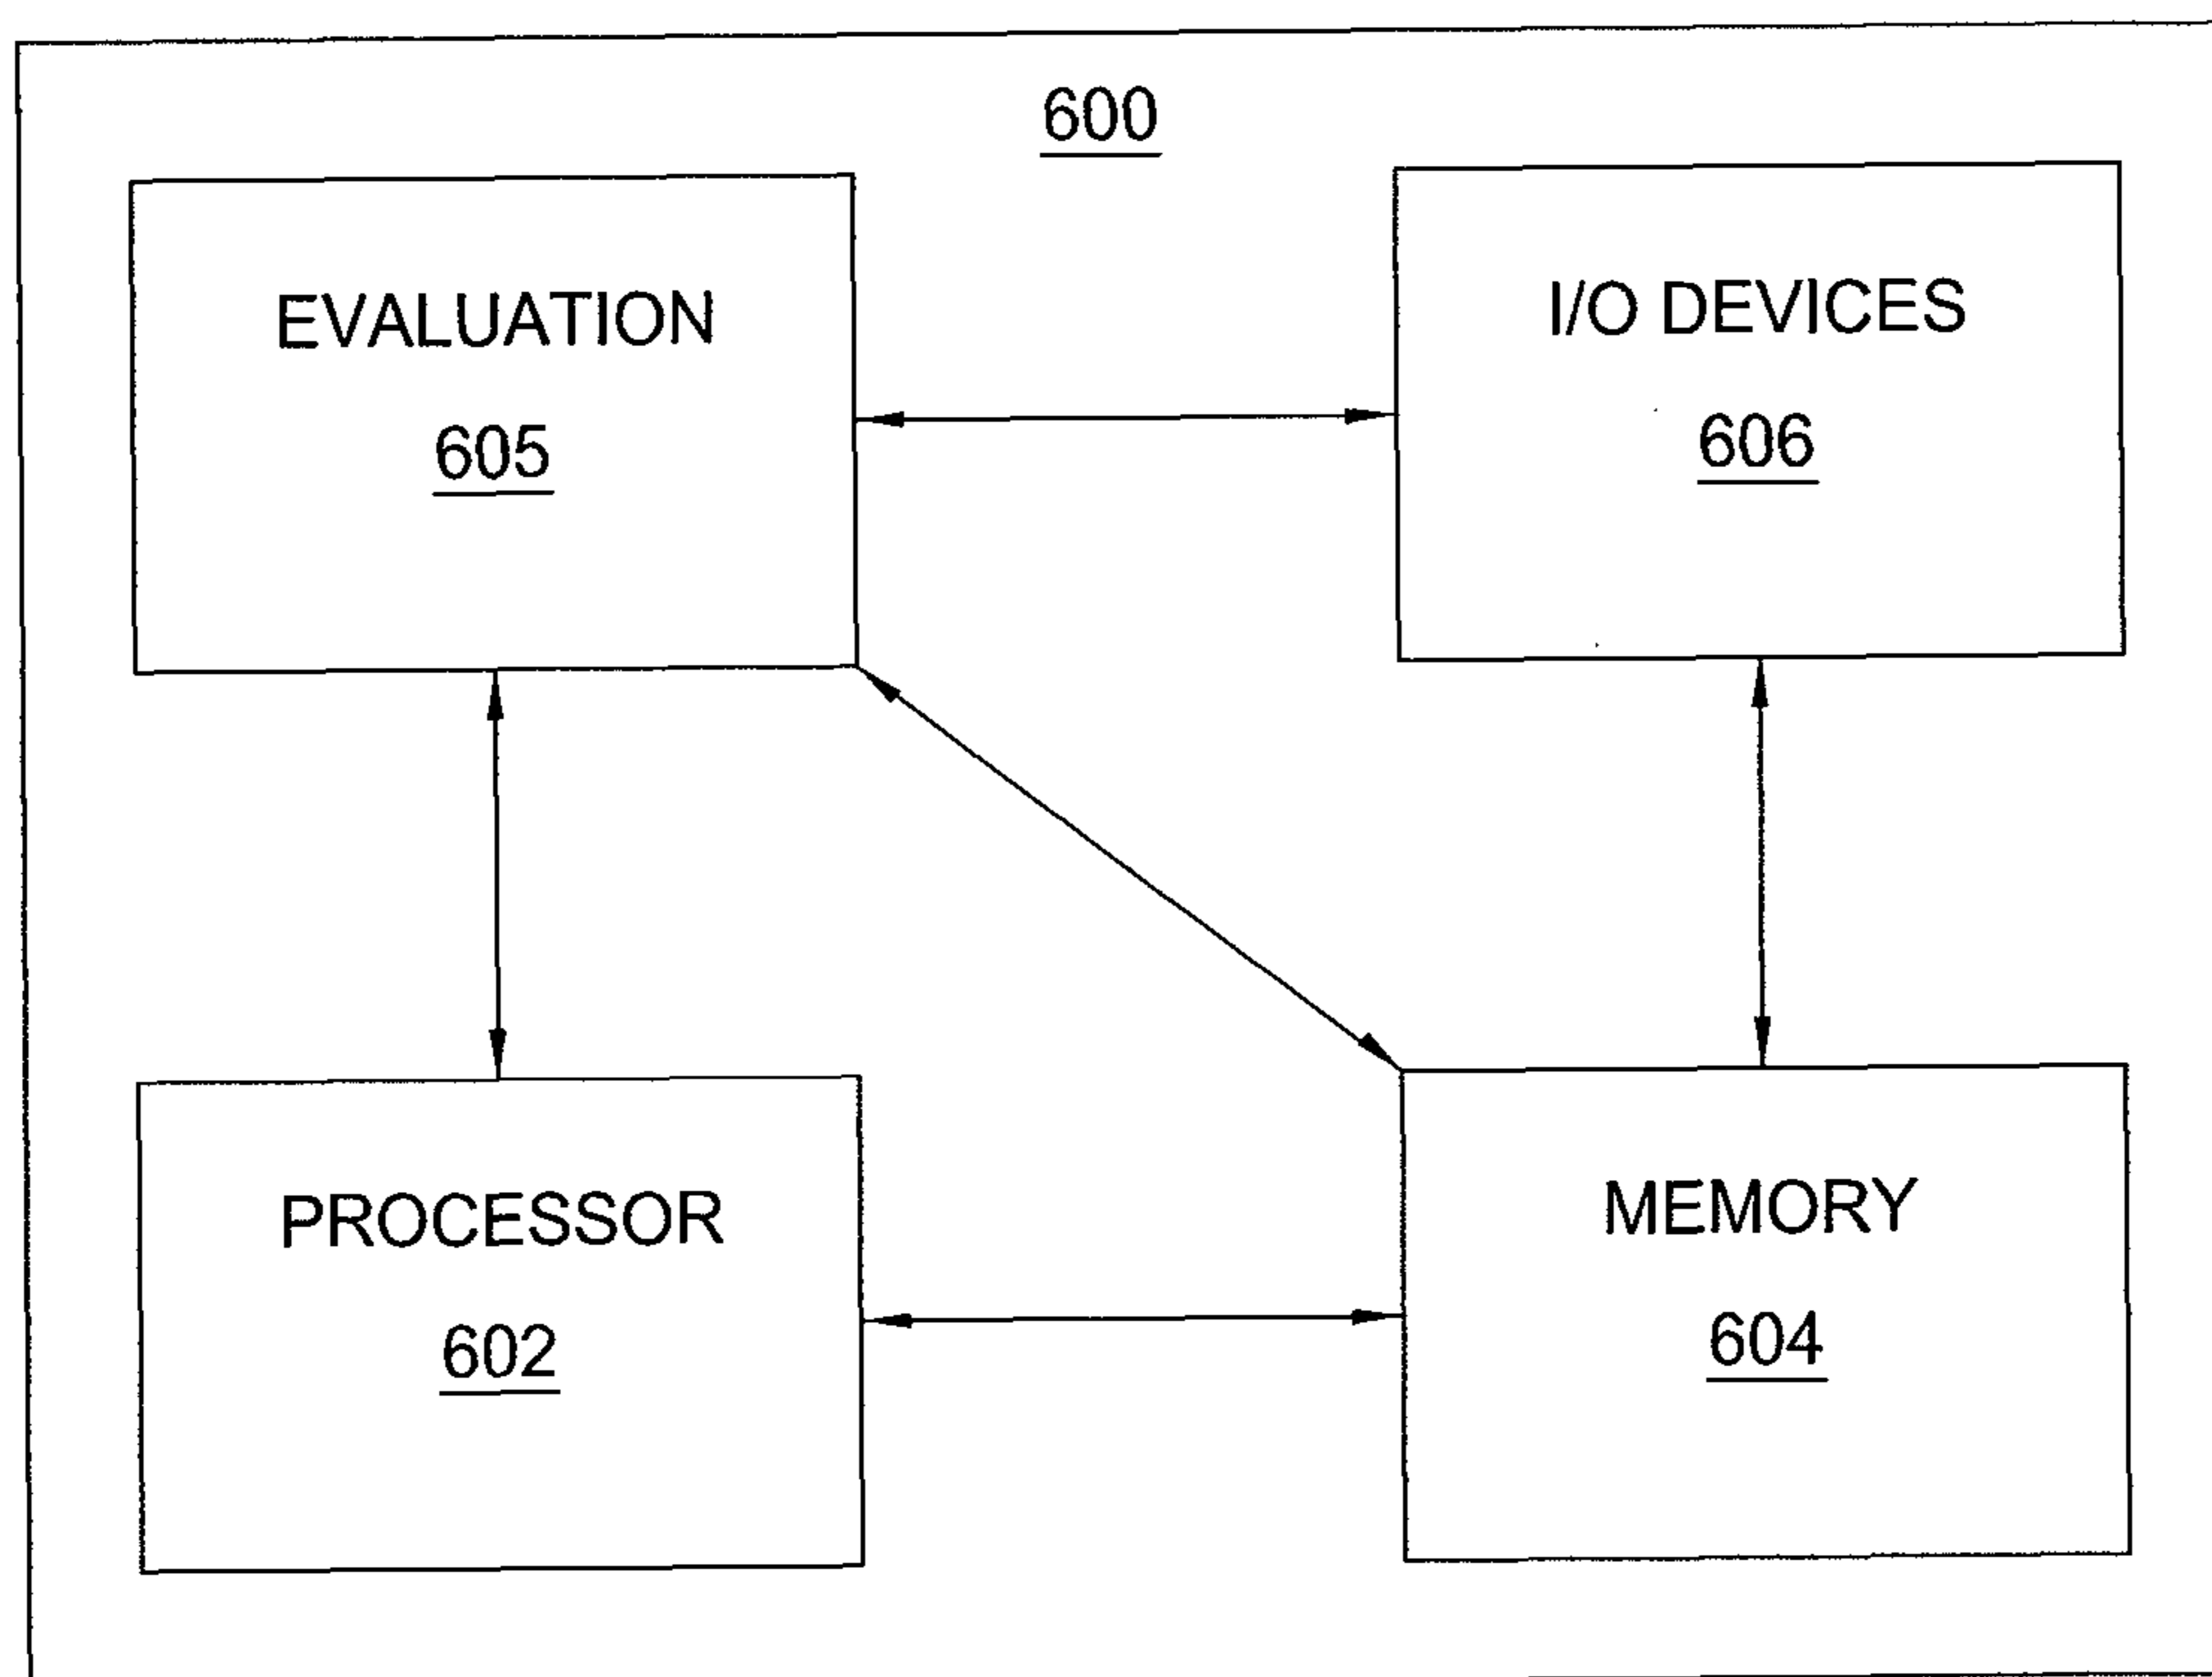 600
EVALUATION
605
I/O DEVICES
606
PROCESSOR
602
MEMORY
604